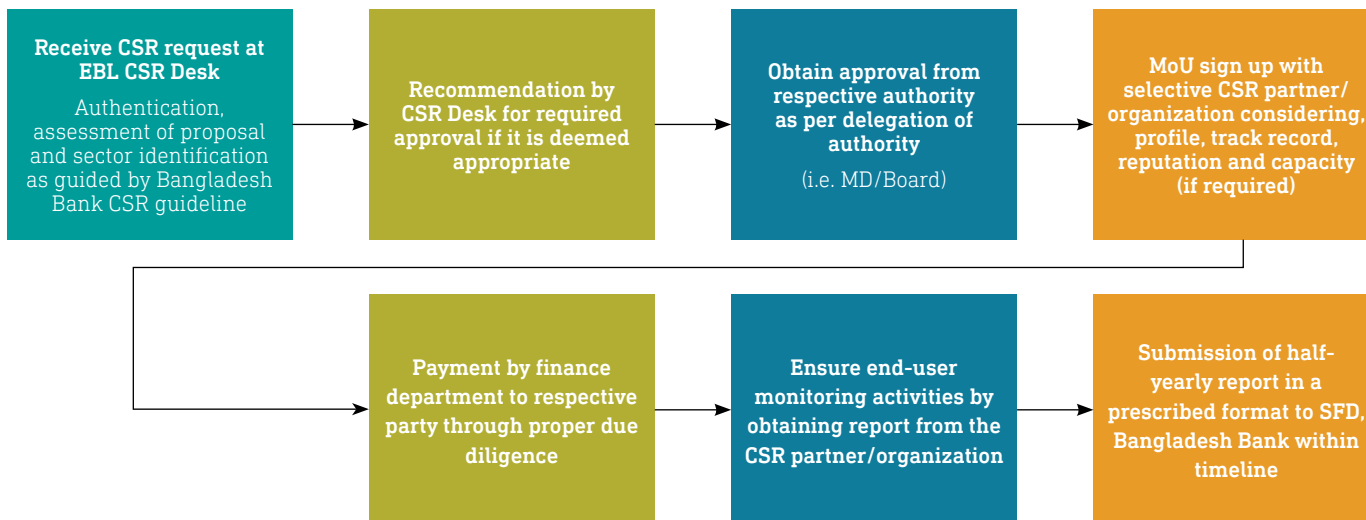 Receive CSR request at
EBL CSR Desk
Authentication,
assessment of proposal
and sector identification
as guided by Bangladesh
Bank CSR guideline
Recommendation by
CSR Desk for required
approval if it is deemed
appropriate
Obtain approval from
respective authority
as per delegation of
authority
(i.e. MD/Board)
MoU sign up with
selective CSR partner/
organization considering,
profile, track record,
reputation and capacity
(if required)
Payment by finance
department to respective
party through proper due
diligence
Ensure end-user
monitoring activities by
obtaining report from the
CSR partner/organization
Submission of half-
yearly report in a
prescribed format to SFD,
Bangladesh Bank within
timeline